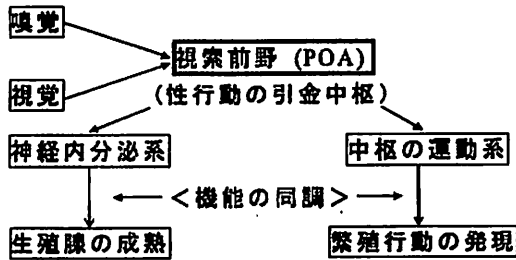 嗅覚
視索前野 (POA)
視覚
(性行動の引金中枢)
神経内分泌系
中枢の運動系
<機能の同調>
生殖腺の成熟
繁殖行動の発現